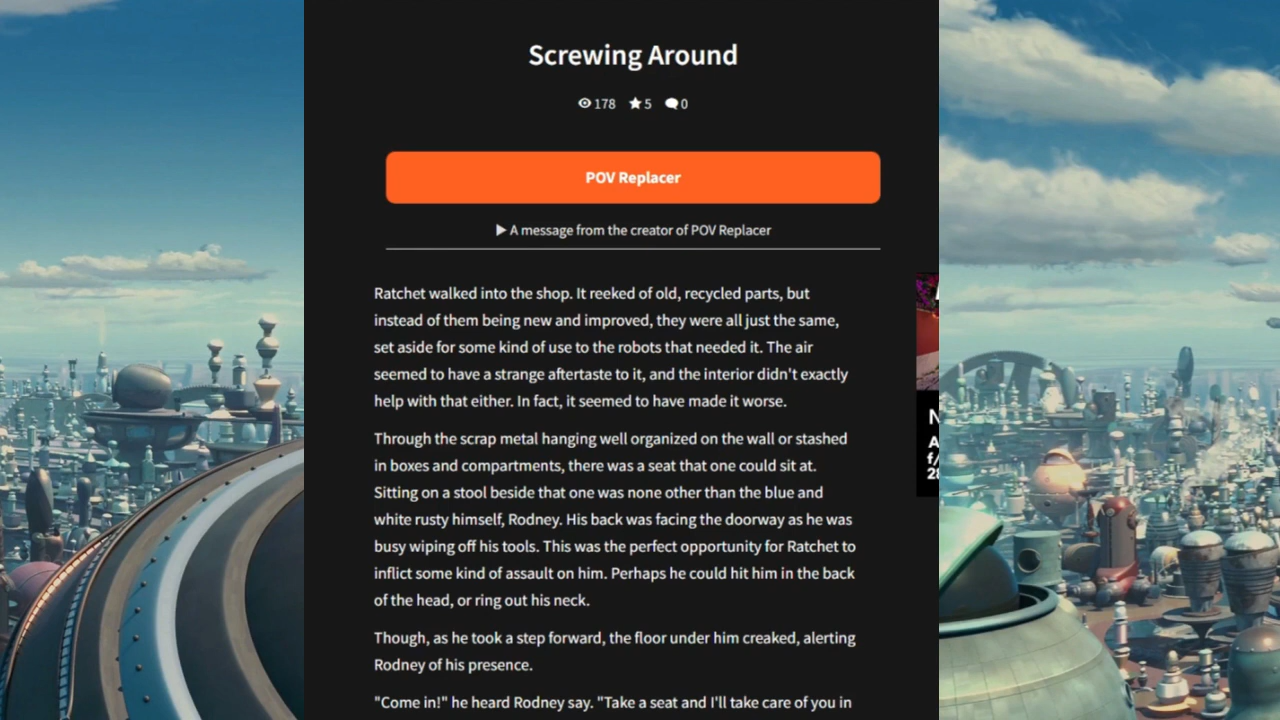 Screwing Around
178 5 0
POV Replacer
▶ A message from the creator of POV Replacer
Ratchet walked into the shop. It reeked of old, recycled parts, but
instead of them being new and improved, they were all just the same,
set aside for some kind of use to the robots that needed it. The air
seemed to have a strange aftertaste to it, and the interior didn't exactly
help with that either. In fact, it seemed to have made it worse.
Through the scrap metal hanging well organized on the wall or stashed
in boxes and compartments, there was a seat that one could sit at.
Sitting on a stool beside that one was none other than the blue and
white rusty himself, Rodney. His back was facing the doorway as he was
busy wiping off his tools. This was the perfect opportunity for Ratchet to
inflict some kind of assault on him. Perhaps he could hit him in the back
of the head, or ring out his neck.
Though, as he took a step forward, the floor under him creaked, alerting
Rodney of his presence.
"Come in!" he heard Rodney say. "Take a seat and I'll take care of you in
N
A
f/
28